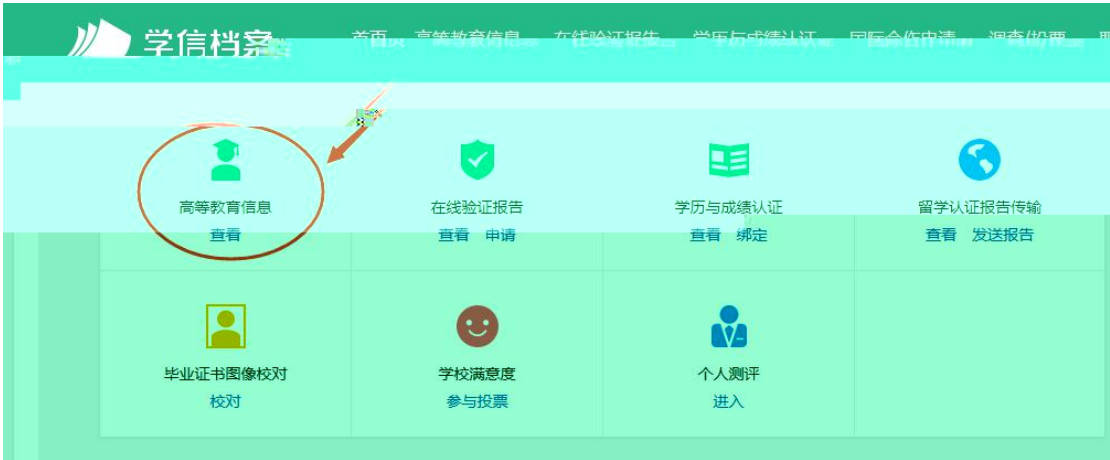 学信档案
首页 高等教育信息 在线验证报告 学历与成绩认证 国际合作申请 调查/投票
高等教育信息 在线验证报告 学历与成绩认证 留学认证报告传输
查看 查看 申请 查看 绑定 查看 发送报告
毕业证书图像校对 学校满意度 个人测评
校对 参与投票 进入